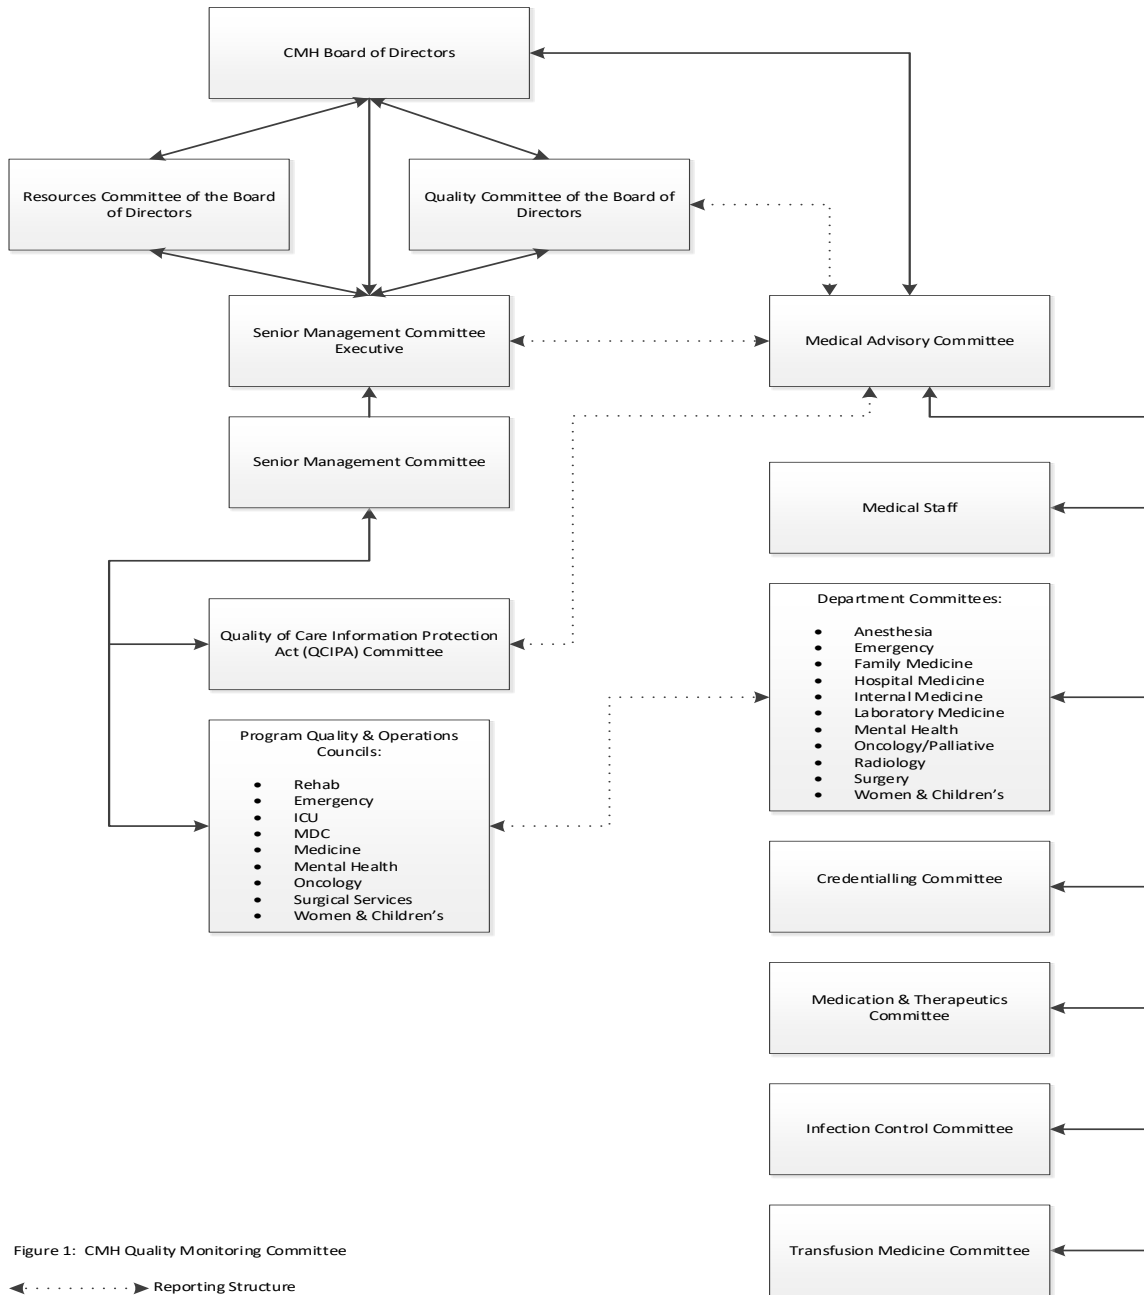 CMH Board of Directors
Resources Committee of the Board
of Directors
Quality Committee of the Board of
Directors
Senior Management Committee
Executive
Medical Advisory Committee
Senior Management Committee
Medical Staff
Quality of Care Information Protection
Act (QCIPA) Committee
Department Committees:
• Anesthesia
• Emergency
• Family Medicine
• Hospital Medicine
• Internal Medicine
• Laboratory Medicine
• Mental Health
• Oncology/Palliative
• Radiology
• Surgery
• Women & Children’s
Program Quality & Operations
Councils:
• Rehab
• Emergency
• ICU
• MDC
• Medicine
• Mental Health
• Oncology
• Surgical Services
• Women & Children’s
Credentialling Committee
Medication & Therapeutics
Committee
Infection Control Committee
Transfusion Medicine Committee
Figure 1: CMH Quality Monitoring Committee
Reporting Structure